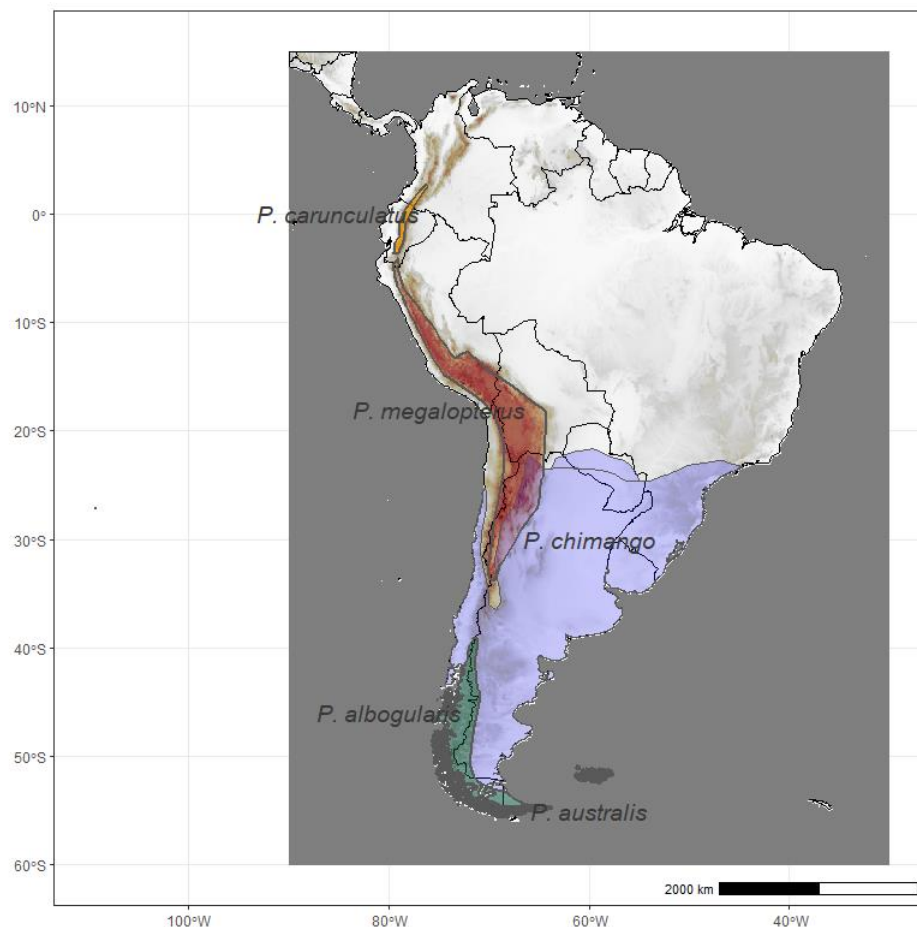 10°N
0°
P. carunculatus
10°S
P. megalopterus
20°S
30°S
P. chimango
40°S
P. albogularis
50°S
P. australis
60°S
2000 km
100°W
80°W
60°W
40°W